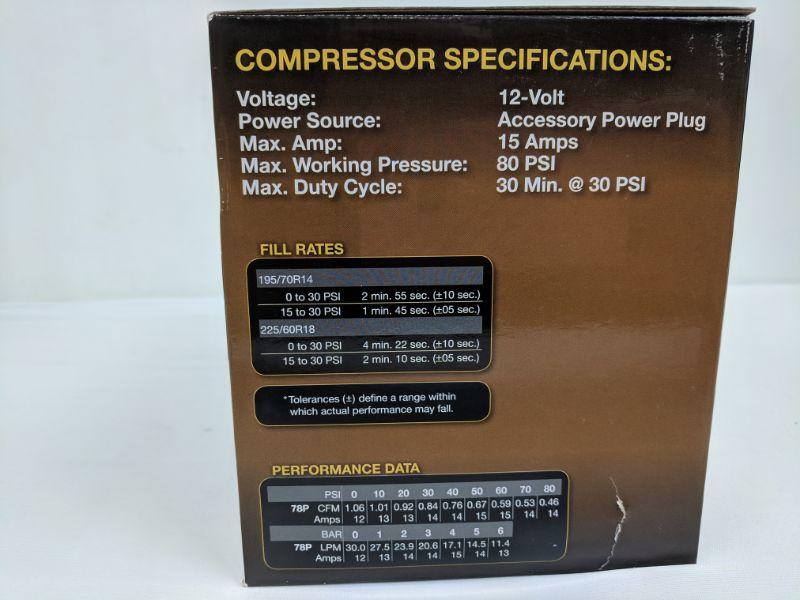 COMPRESSOR SPECIFICATIONS:
Voltage: 12-Volt
Power Source: Accessory Power Plug
Max. Amp: 15 Amps
Max. Working Pressure: 80 PSI
Max. Duty Cycle: 30 Min. @ 30 PSI
FILL RATES
195/70R14
0 to 30 PSI 2 min. 55 sec. (±10 sec.)
15 to 30 PSI 1 min. 45 sec. (±05 sec.)
225/60R18
0 to 30 PSI 4 min. 22 sec. (±10 sec.)
15 to 30 PSI 2 min. 10 sec. (±05 sec.)
*Tolerances (±) define a range within
which actual performance may fall.
PERFORMANCE DATA
PSI 0 10 20 30 40 50 60 70 80
78P CFM 1.06 1.01 0.92 0.84 0.76 0.67 0.59 0.53 0.46
Amps 12 13 13 14 14 15 15 14 14
BAR 0 1 2 3 4 5 6
78P LPM 30.0 27.5 23.9 20.6 17.1 14.5 11.4 -
Amps 12 13 14 14 15 14 13